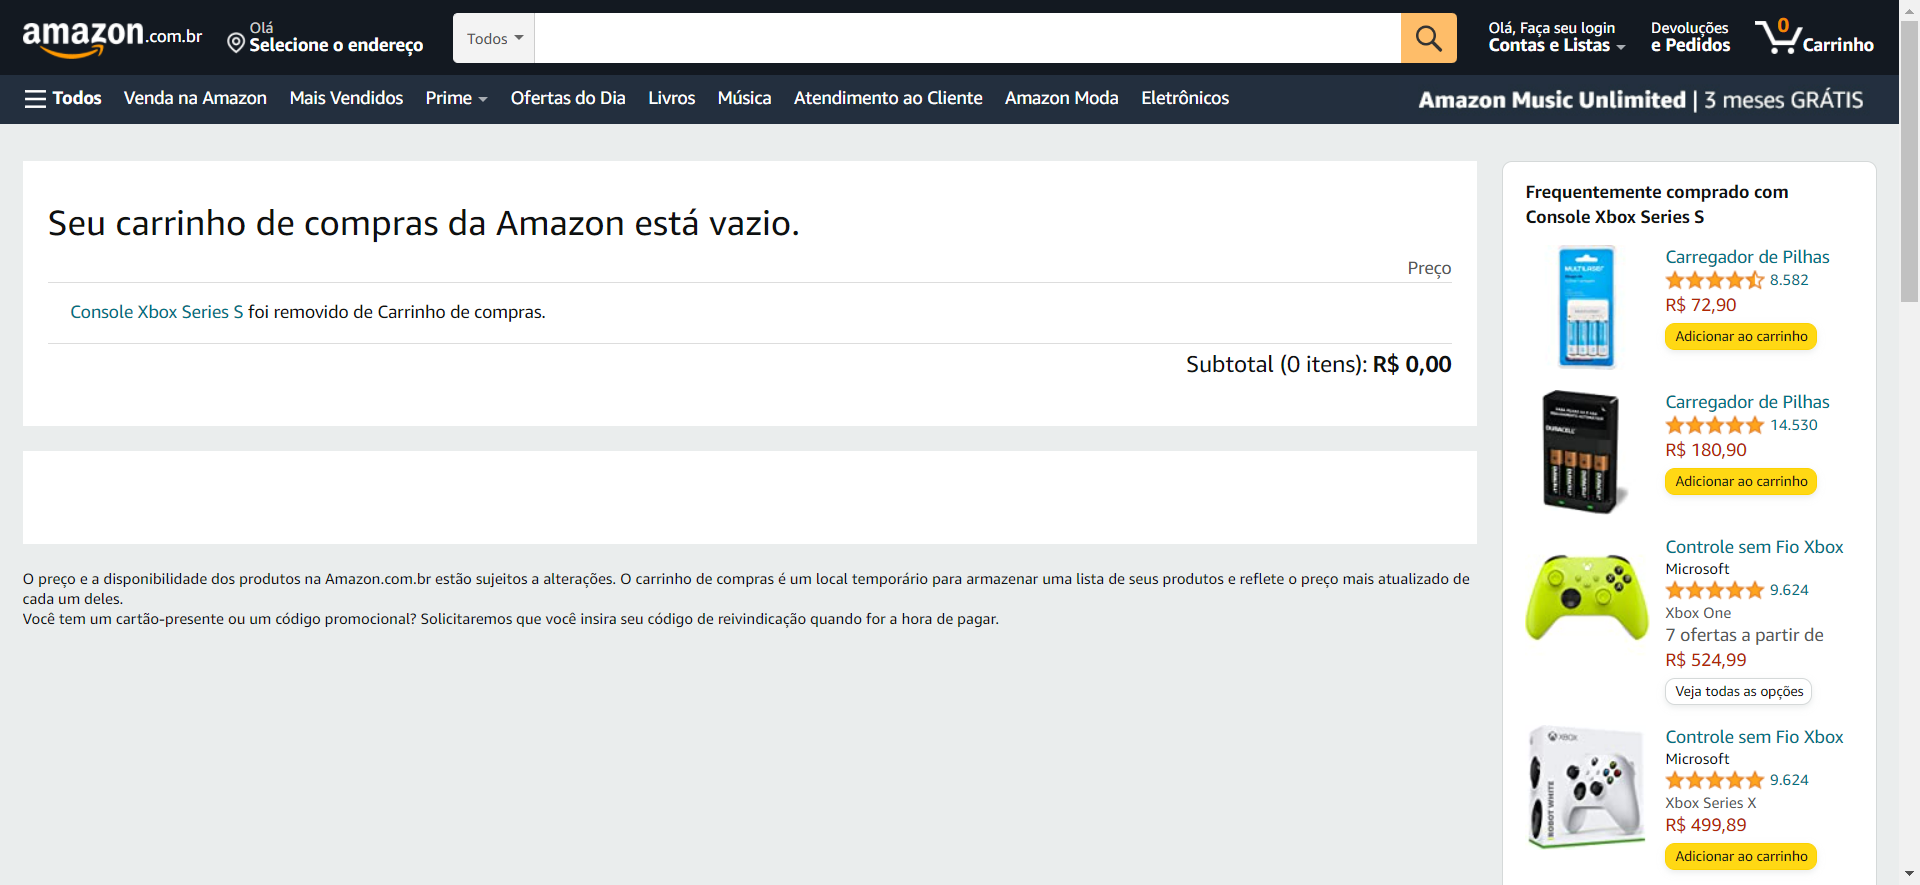 amazon.com.br
Olá
Selecione o endereço
Todos
Olá, Faça seu login
Contas e Listas
Devoluções
e Pedidos
0
Carrinho
Todos
Venda na Amazon
Mais Vendidos
Prime
Ofertas do Dia
Livros
Música
Atendimento ao Cliente
Amazon Moda
Eletrônicos
Amazon Music Unlimited | 3 meses GRÁTIS
Seu carrinho de compras da Amazon está vazio.
Preço
Console Xbox Series S foi removido de Carrinho de compras.
Subtotal (0 itens): R$ 0,00
O preço e a disponibilidade dos produtos na Amazon.com.br estão sujeitos a alterações. O carrinho de compras é um local temporário para armazenar uma lista de seus produtos e reflete o preço mais atualizado de
cada um deles.
Você tem um cartão-presente ou um código promocional? Solicitaremos que você insira seu código de reivindicação quando for a hora de pagar.
Frequentemente comprado com
Console Xbox Series S
MULTILASER
Carregador de Pilhas
8.582
R$ 72,90
Adicionar ao carrinho
DURACELL
Carregador de Pilhas
14.530
R$ 180,90
Adicionar ao carrinho
Controle sem Fio Xbox
Microsoft
9.624
Xbox One
7 ofertas a partir de
R$ 524,99
Veja todas as opções
XBOX
ROBOT WHITE
Controle sem Fio Xbox
Microsoft
9.624
Xbox Series X
R$ 499,89
Adicionar ao carrinho